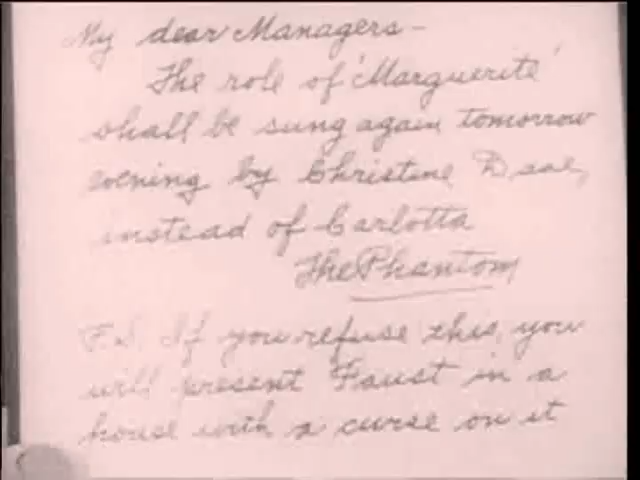 My dear Managers —
The role of 'Marguerite'
shall be sung again tomorrow
evening by Christine Daae,
instead of Carlotta
The Phantom
P.S. If you refuse this, you
will present Faust in a
house with a curse on it